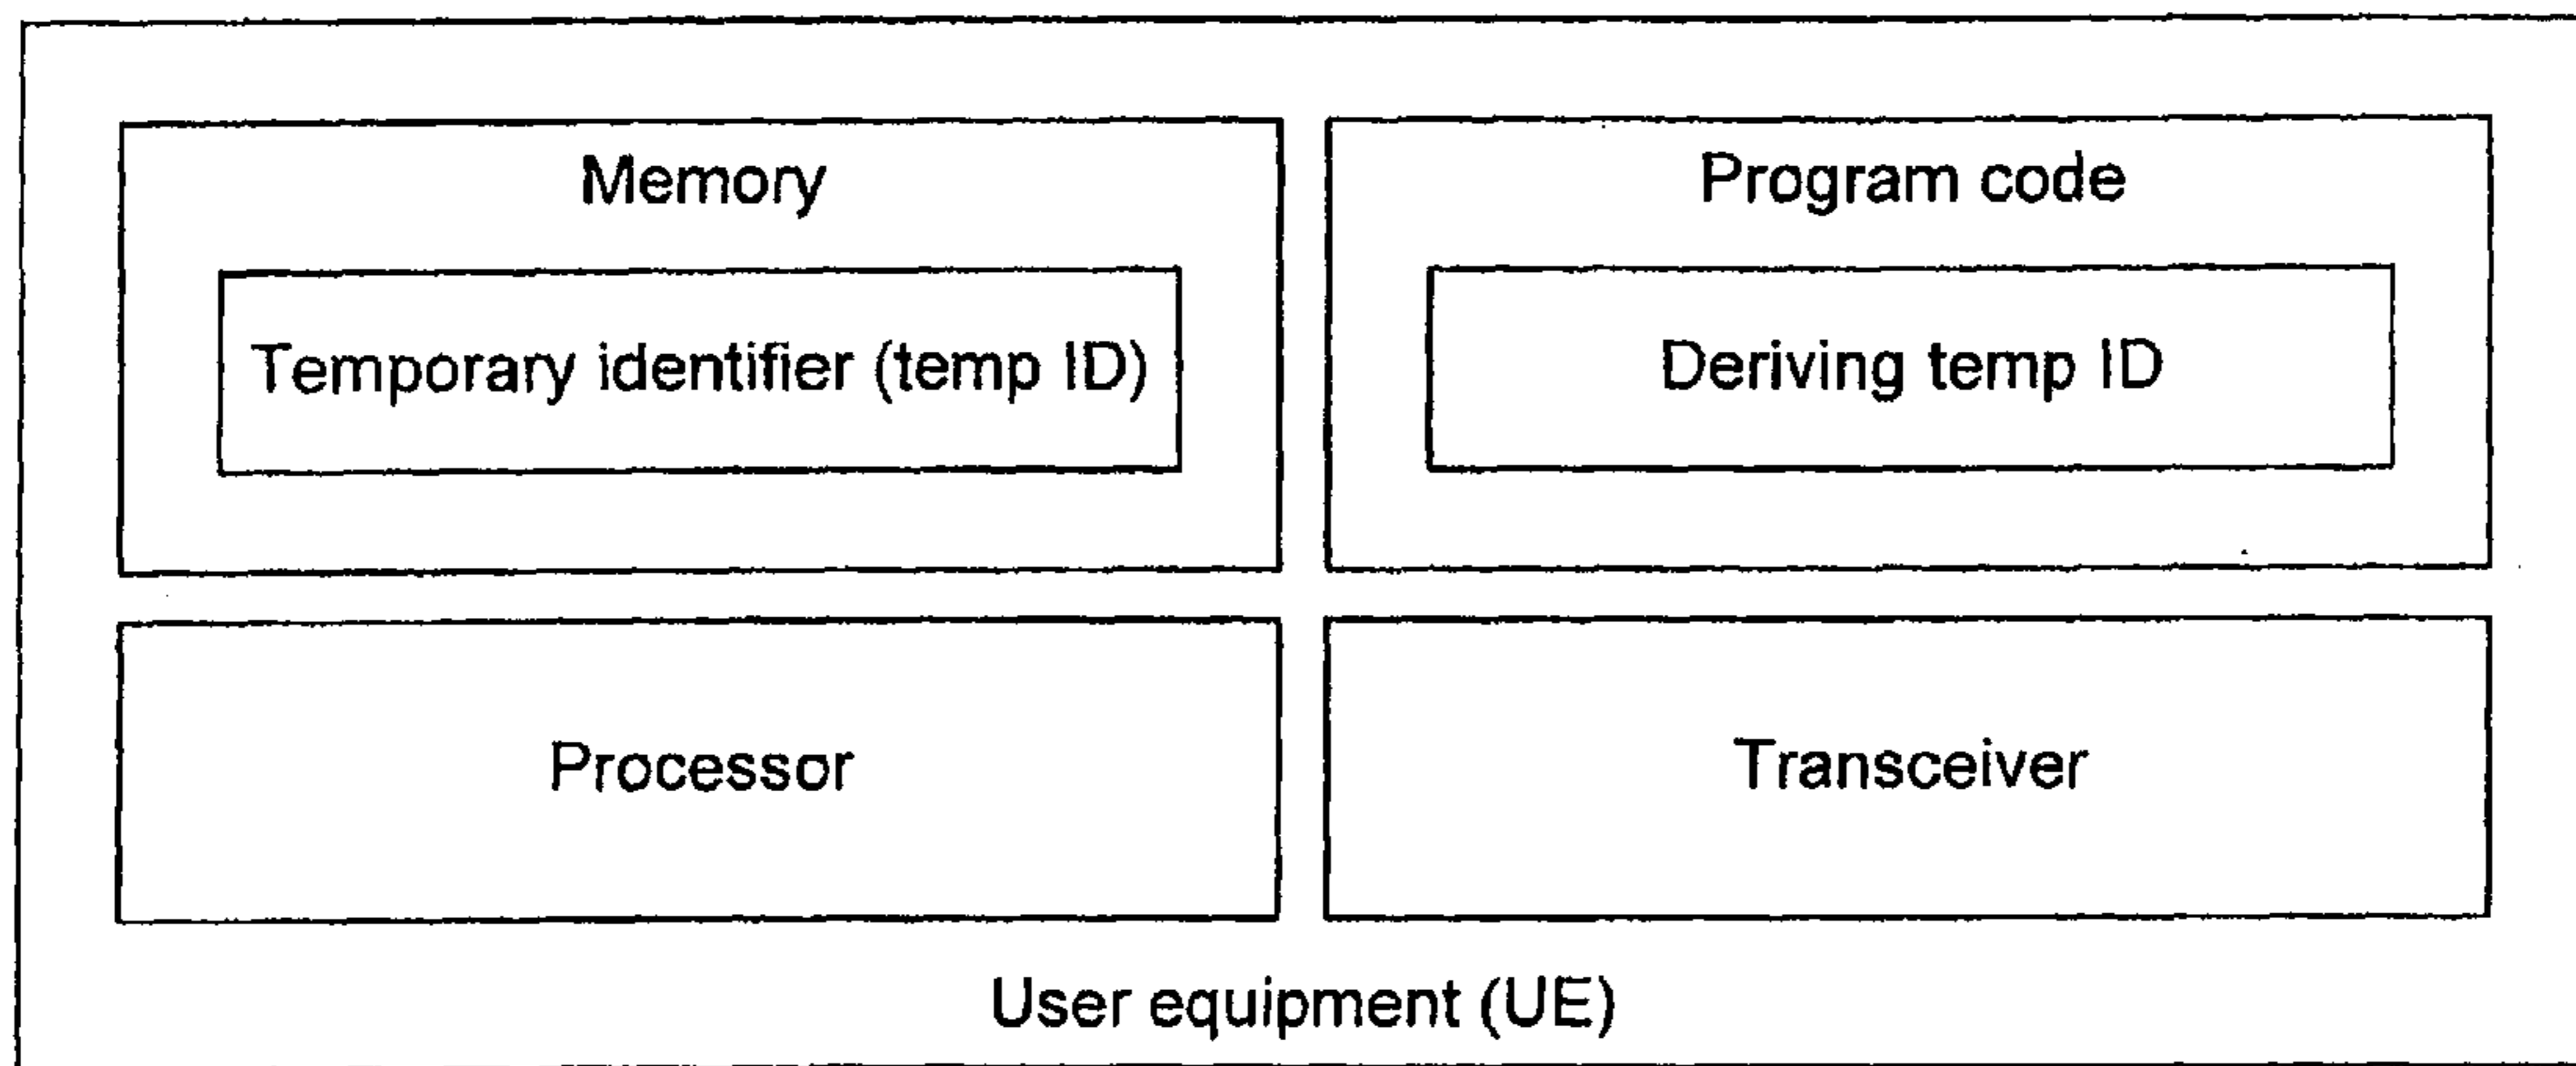 Memory
Program code
Temporary identifier (temp ID)
Deriving temp ID
Processor
Transceiver
User equipment (UE)